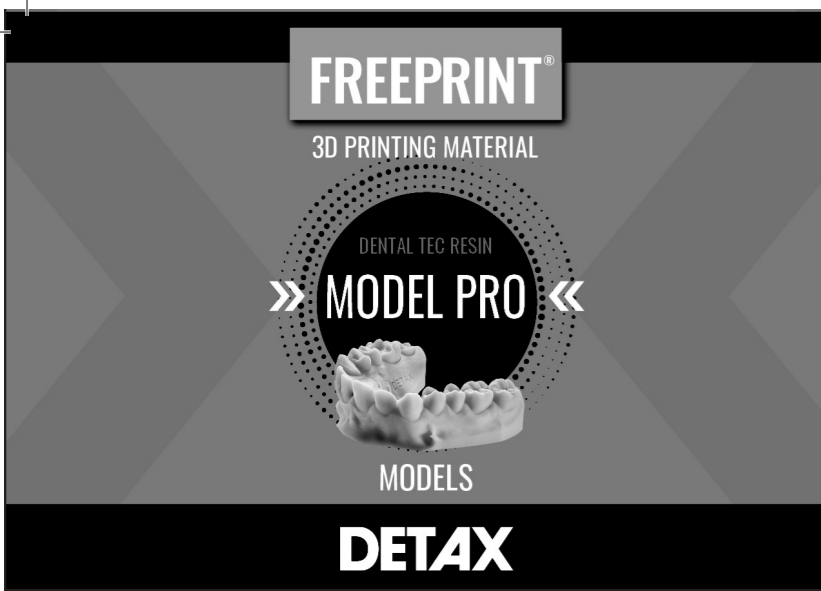 FREEPRINT®
3D PRINTING MATERIAL
DENTAL TEC RESIN
MODEL PRO
MODELS
DETAX